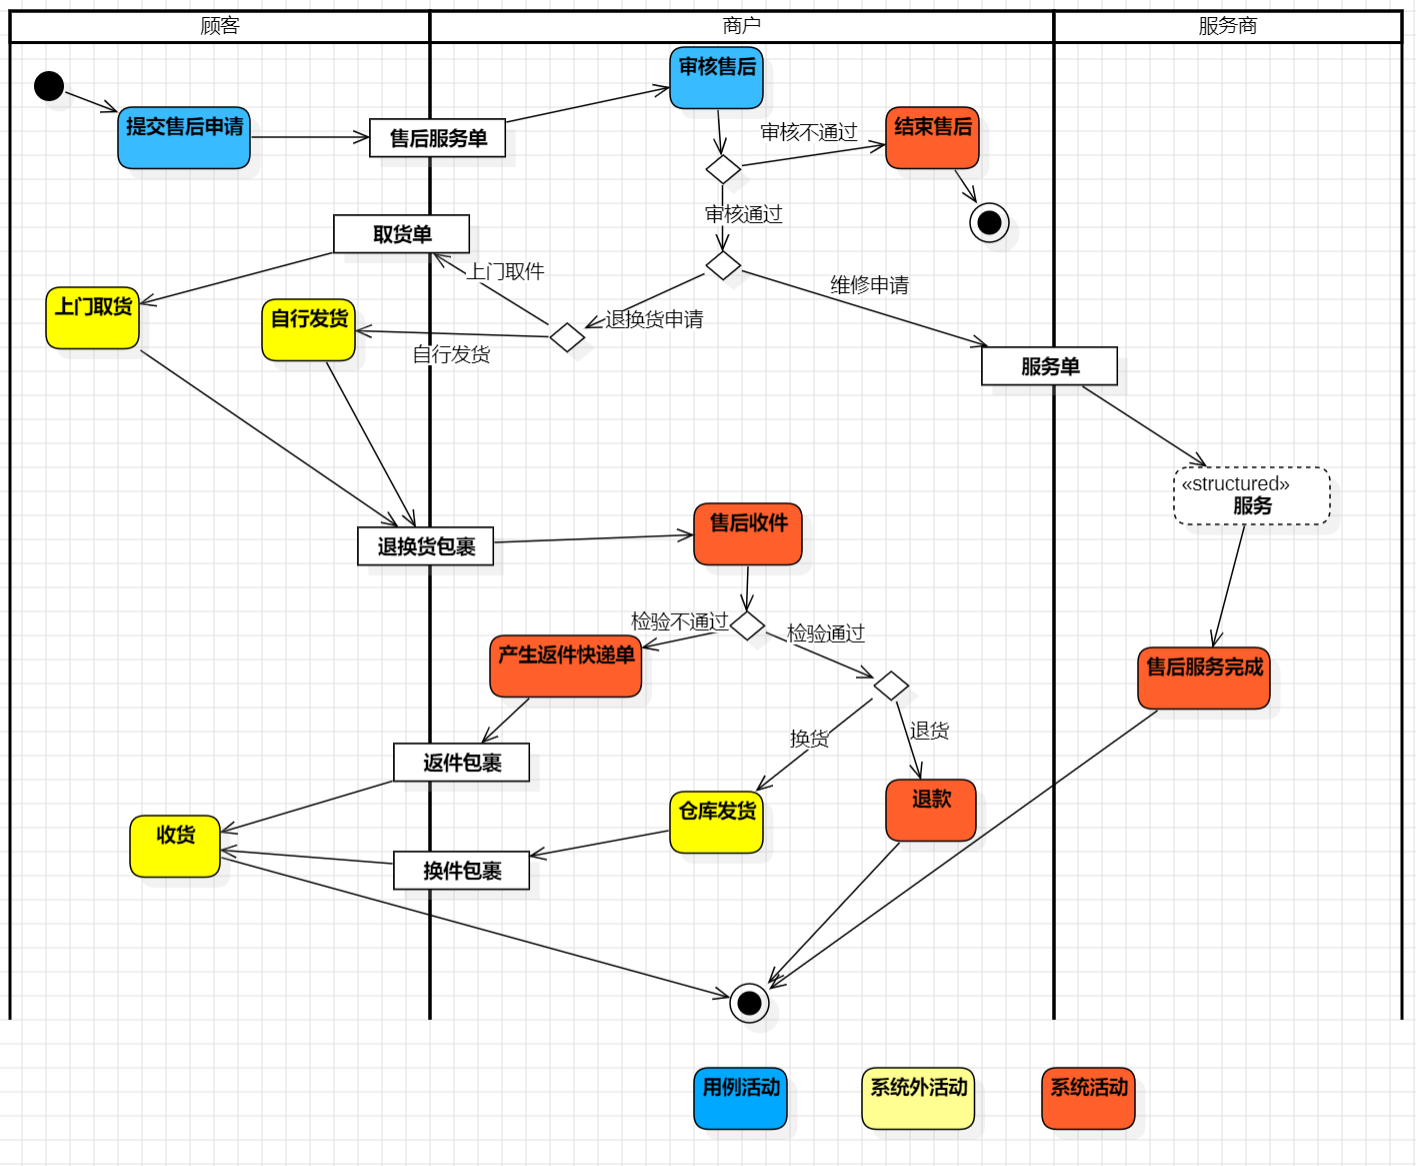 顾客
商户
服务商
审核售后
提交售后申请
售后服务单
审核不通过
结束售后
审核通过
取货单
上门取件
维修申请
上门取货
自行发货
退换货申请
自行发货
服务单
«structured»
服务
售后收件
退换货包裹
检验不通过
检验通过
产生返件快递单
售后服务完成
换货
退货
返件包裹
仓库发货
退款
收货
换件包裹
用例活动
系统外活动
系统活动